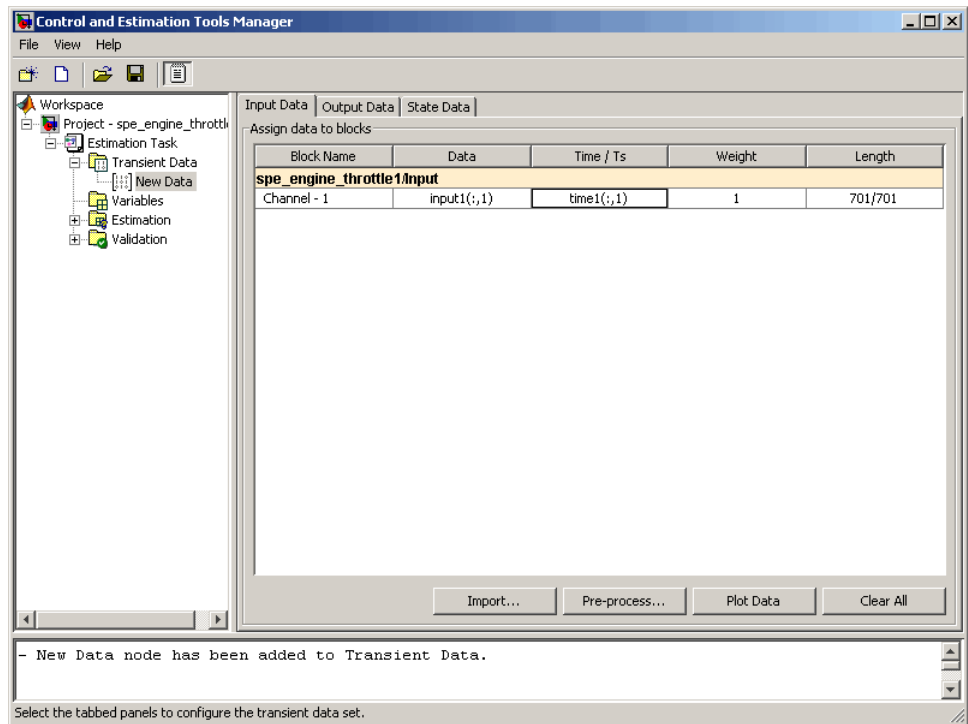 Control and Estimation Tools Manager
File View Help
Workspace
Project - spe_engine_throttl
Estimation Task
Transient Data
New Data
Variables
Estimation
Validation
Input Data Output Data State Data
Assign data to blocks
Block Name Data Time / Ts Weight Length
spe_engine_throttle1/Input
Channel - 1 input1(:,1) time1(:,1) 1 701/701
Import... Pre-process... Plot Data Clear All
- New Data node has been added to Transient Data.
Select the tabbed panels to configure the transient data set.